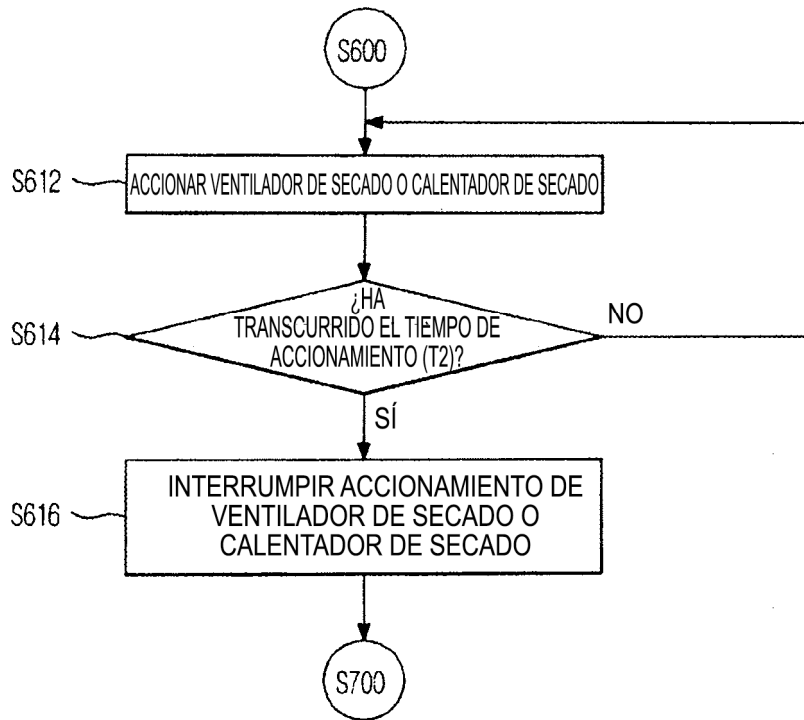 S600
S612
ACCIONAR VENTILADOR DE SECADO O CALENTADOR DE SECADO
¿HA
TRANSCURRIDO EL TIEMPO DE
ACCIONAMIENTO (T2)?
S614
NO
SÍ
INTERRUMPIR ACCIONAMIENTO DE
VENTILADOR DE SECADO O
CALENTADOR DE SECADO
S616
S700